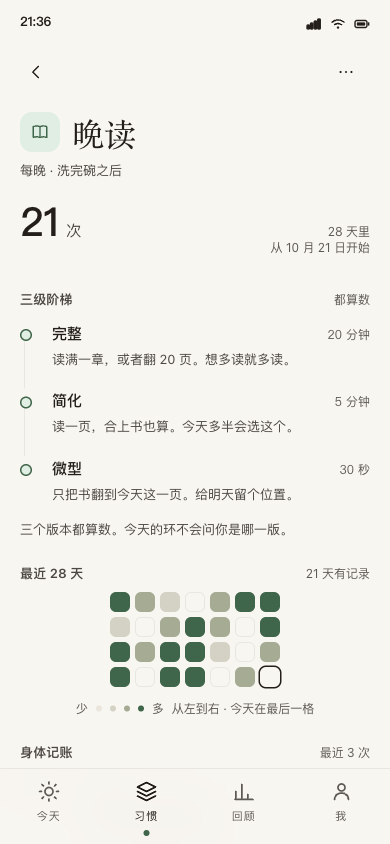 21:36
晚读
每晚 · 洗完碗之后
21 次
28 天里
从 10 月 21 日开始
三级阶梯 都算数
完整 20 分钟
读满一章，或者翻 20 页。想多读就多读。
简化 5 分钟
读一页，合上书也算。今天多半会选这个。
微型 30 秒
只把书翻到今天这一页。给明天留个位置。
三个版本都算数。今天的环不会问你是哪一版。
最近 28 天 21 天有记录
少 多 从左到右 · 今天在最后一格
身体记账 最近 3 次
今天 习惯 回顾 我